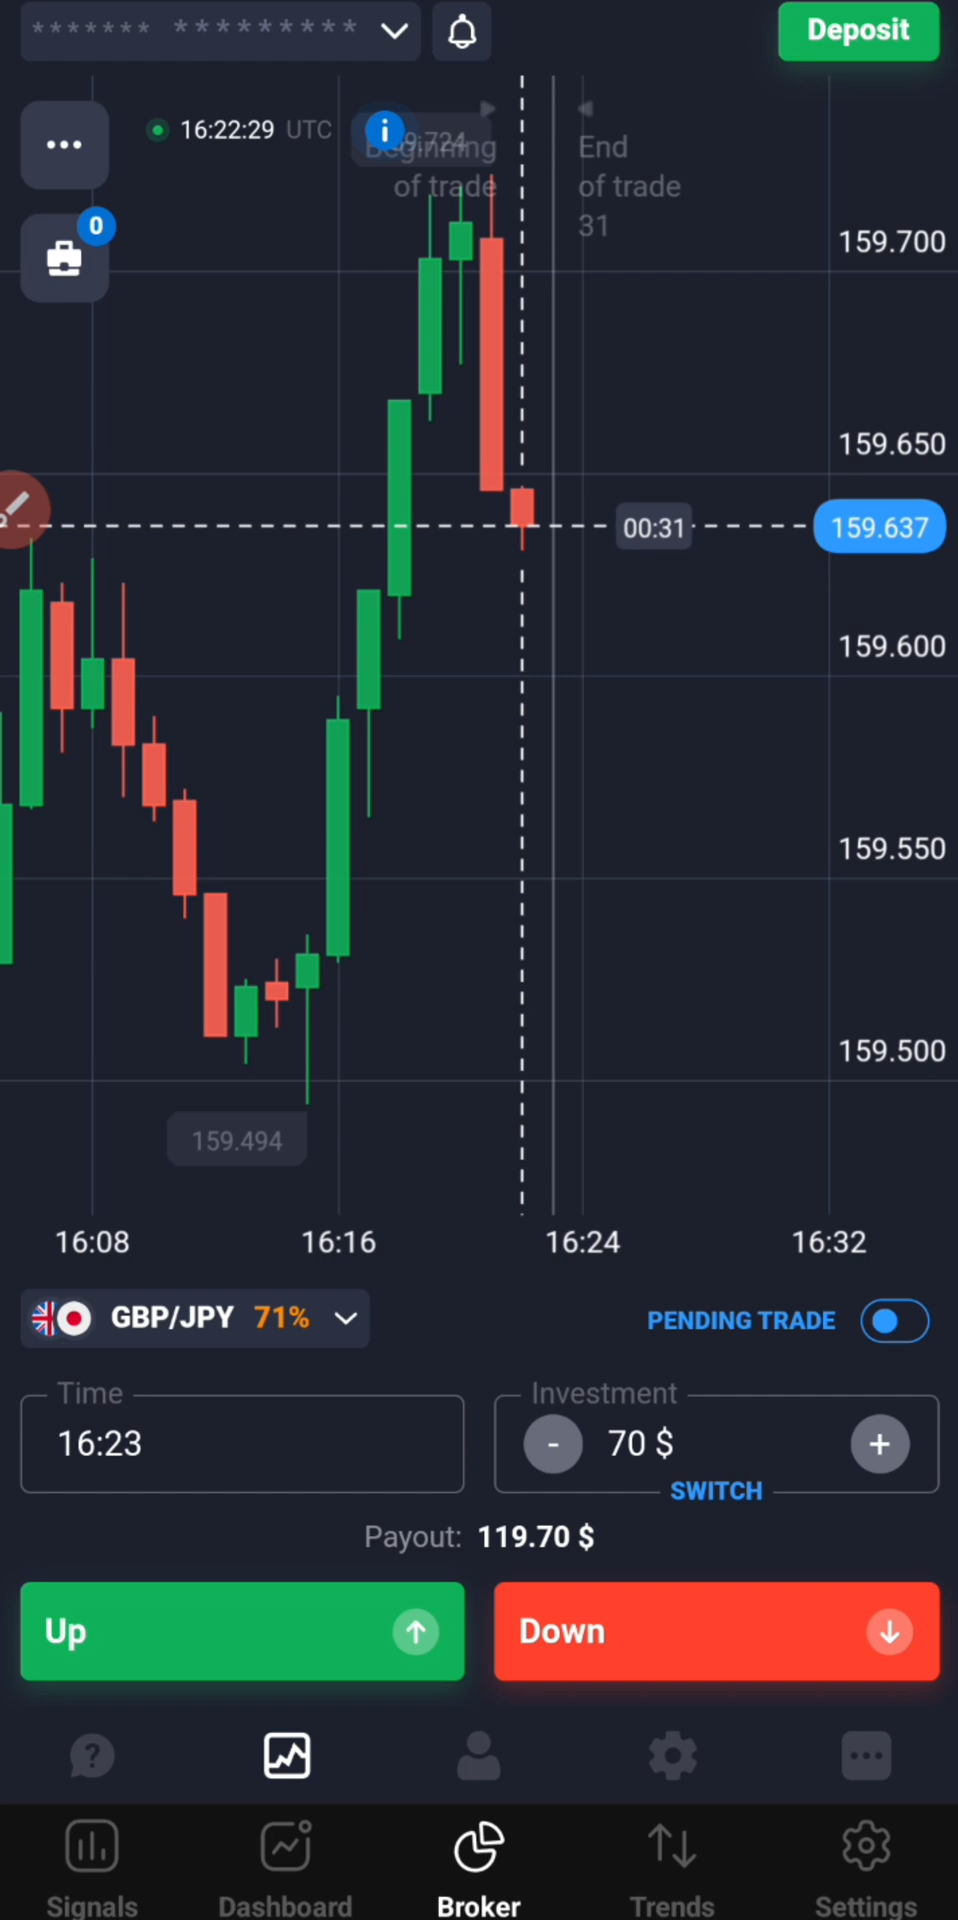 ******* *********
Deposit
16:22:29 UTC
Beginning
of trade
End
of trade
31
0
159.700
159.650
00:31
159.637
159.600
159.550
159.500
159.494
16:08 16:16 16:24 16:32
GBP/JPY 71%
PENDING TRADE
Time
16:23
Investment
- 70 $ +
SWITCH
Payout: 119.70 $
Up
Down
Signals Dashboard Broker Trends Settings